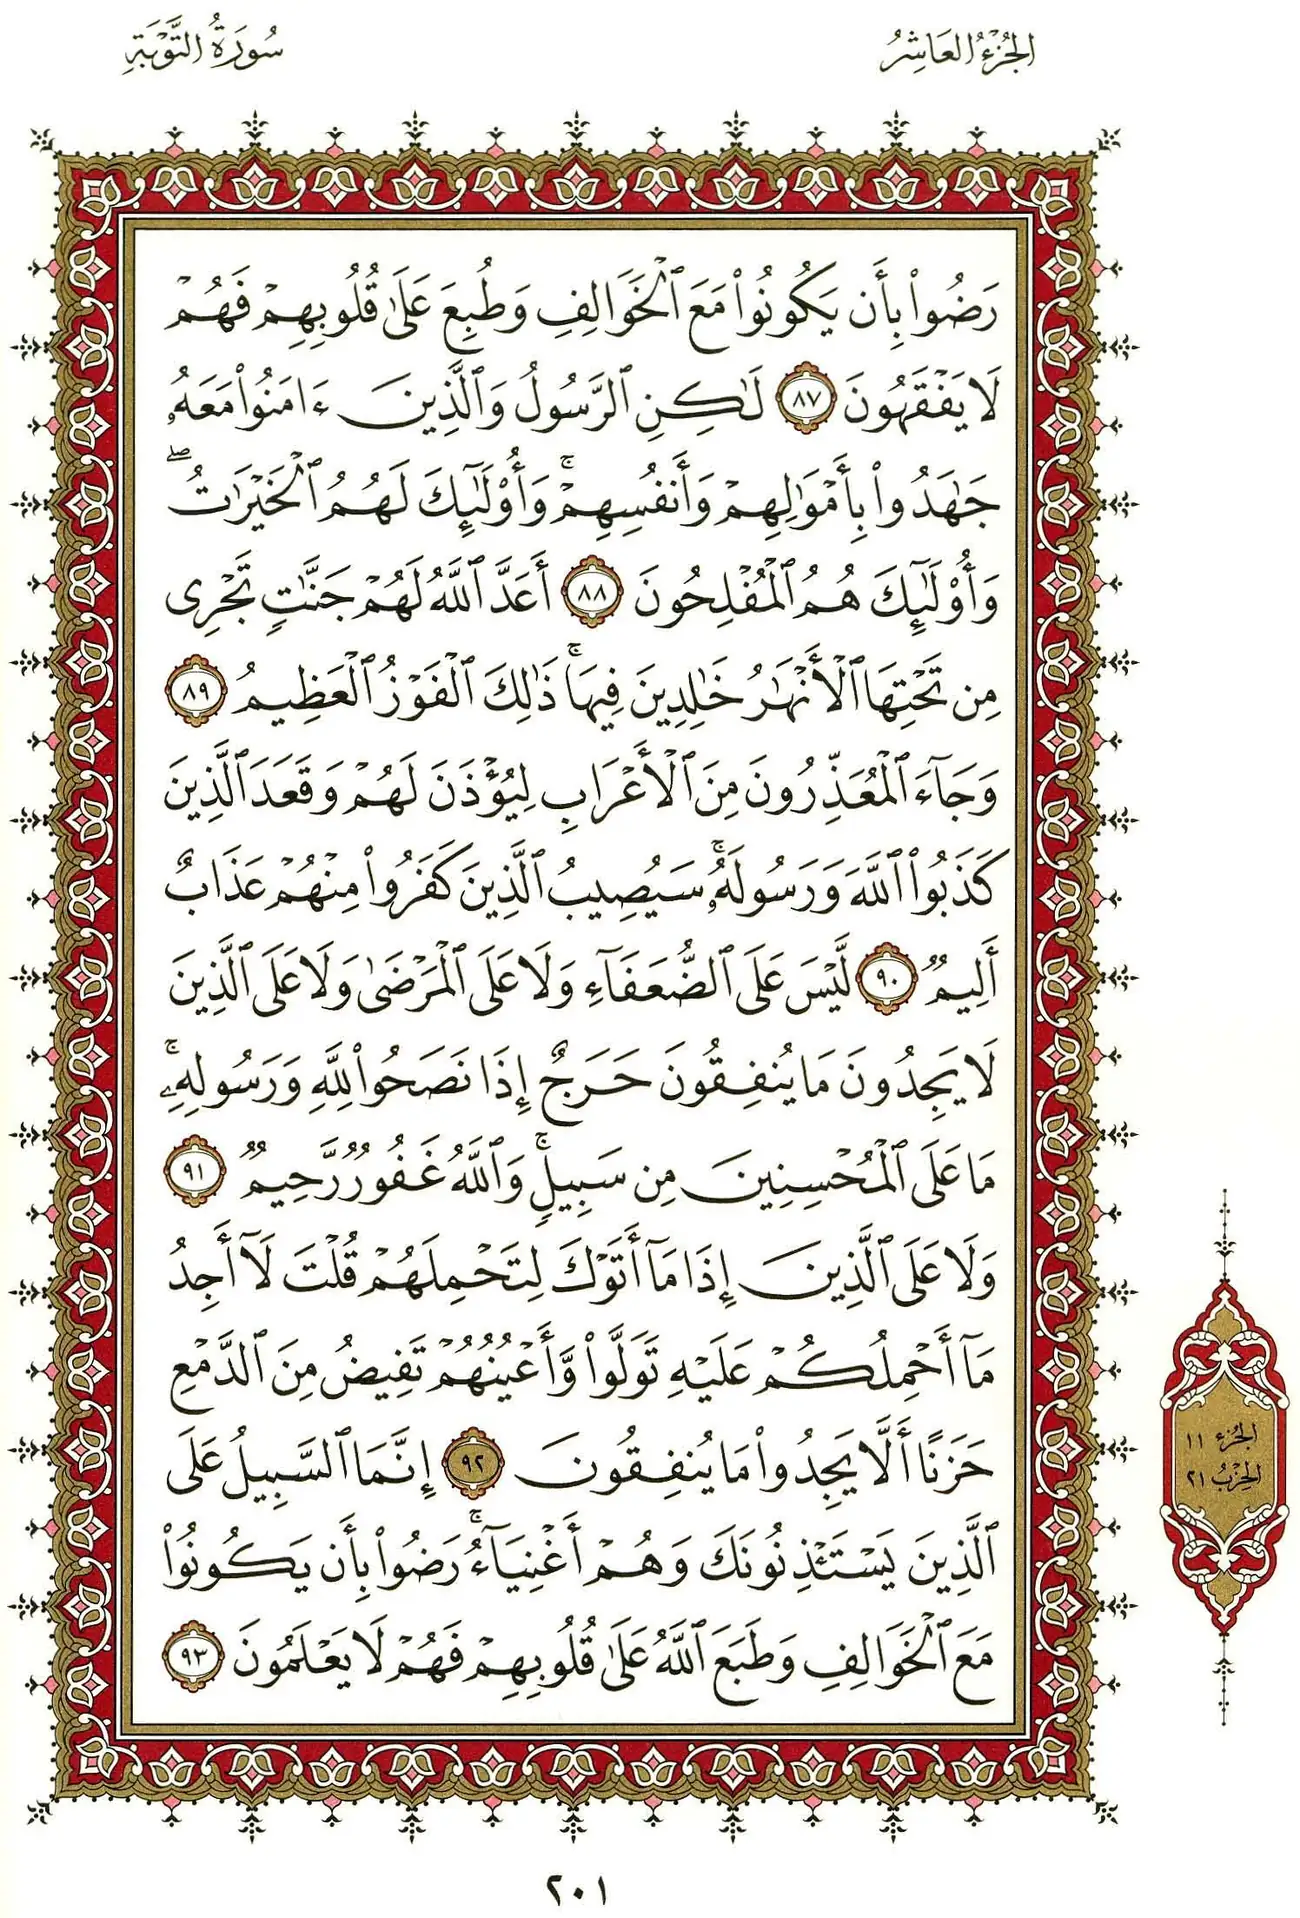 الجزء العاشر
سورة التوبة
رَضُوا۟ بِأَن يَكُونُوا۟ مَعَ ٱلْخَوَالِفِ وَطُبِعَ عَلَىٰ قُلُوبِهِمْ فَهُمْ
لَا يَفْقَهُونَ ٨٧ لَـٰكِنِ ٱلرَّسُولُ وَٱلَّذِينَ ءَامَنُوا۟ مَعَهُۥ
جَـٰهَدُوا۟ بِأَمْوَٰلِهِمْ وَأَنفُسِهِمْ ۚ وَأُو۟لَـٰٓئِكَ لَهُمُ ٱلْخَيْرَٰتُ ۖ
وَأُو۟لَـٰٓئِكَ هُمُ ٱلْمُفْلِحُونَ ٨٨ أَعَدَّ ٱللَّهُ لَهُمْ جَنَّـٰتٍ تَجْرِى
مِن تَحْتِهَا ٱلْأَنْهَـٰرُ خَـٰلِدِينَ فِيهَا ۚ ذَٰلِكَ ٱلْفَوْزُ ٱلْعَظِيمُ ٨٩
وَجَآءَ ٱلْمُعَذِّرُونَ مِنَ ٱلْأَعْرَابِ لِيُؤْذَنَ لَهُمْ وَقَعَدَ ٱلَّذِينَ
كَذَبُوا۟ ٱللَّهَ وَرَسُولَهُۥ ۚ سَيُصِيبُ ٱلَّذِينَ كَفَرُوا۟ مِنْهُمْ عَذَابٌ
أَلِيمٌ ٩٠ لَّيْسَ عَلَى ٱلضُّعَفَآءِ وَلَا عَلَى ٱلْمَرْضَىٰ وَلَا عَلَى ٱلَّذِينَ
لَا يَجِدُونَ مَا يُنفِقُونَ حَرَجٌ إِذَا نَصَحُوا۟ لِلَّهِ وَرَسُولِهِۦ ۚ
مَا عَلَى ٱلْمُحْسِنِينَ مِن سَبِيلٍ ۚ وَٱللَّهُ غَفُورٌ رَّحِيمٌ ٩١
وَلَا عَلَى ٱلَّذِينَ إِذَا مَآ أَتَوْكَ لِتَحْمِلَهُمْ قُلْتَ لَآ أَجِدُ
مَآ أَحْمِلُكُمْ عَلَيْهِ تَوَلَّوا۟ وَّأَعْيُنُهُمْ تَفِيضُ مِنَ ٱلدَّمْعِ
حَزَنًا أَلَّا يَجِدُوا۟ مَا يُنفِقُونَ ٩٢ إِنَّمَا ٱلسَّبِيلُ عَلَى
ٱلَّذِينَ يَسْتَـْٔذِنُونَكَ وَهُمْ أَغْنِيَآءُ ۚ رَضُوا۟ بِأَن يَكُونُوا۟
مَعَ ٱلْخَوَالِفِ وَطَبَعَ ٱللَّهُ عَلَىٰ قُلُوبِهِمْ فَهُمْ لَا يَعْلَمُونَ ٩٣
الجزء ١١
الحزب ٢١
٢٠١